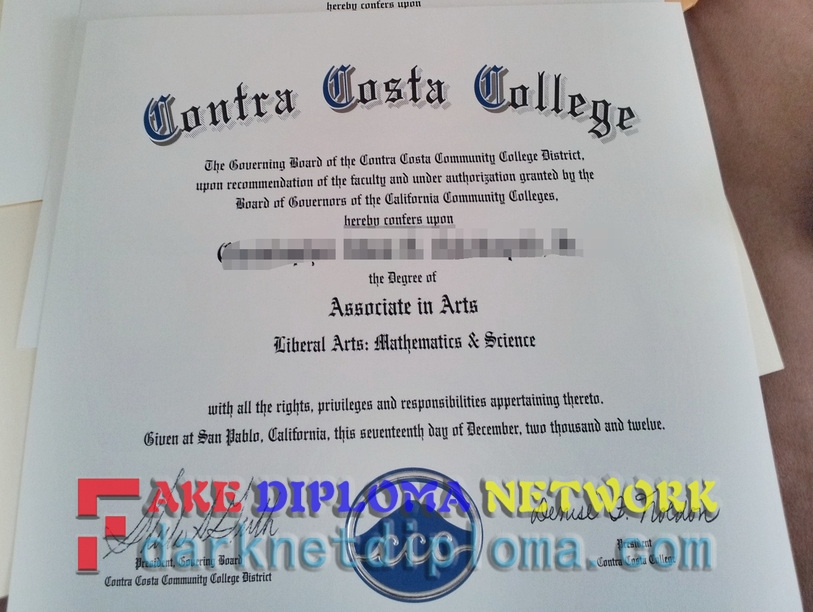 hereby confers upon
Contra Costa College
The Governing Board of the Contra Costa Community College District,
upon recommendation of the faculty and under authorization granted by the
Board of Governors of the California Community Colleges,
hereby confers upon
the Degree of
Associate in Arts
Liberal Arts: Mathematics & Science
with all the rights, privileges and responsibilities appertaining thereto.
Given at San Pablo, California, this seventeenth day of December, two thousand and twelve.
FAKE DIPLOMA NETWORK
darknetdiploma.com
President, Governing Board
Contra Costa Community College District
CCC
President
Contra Costa College